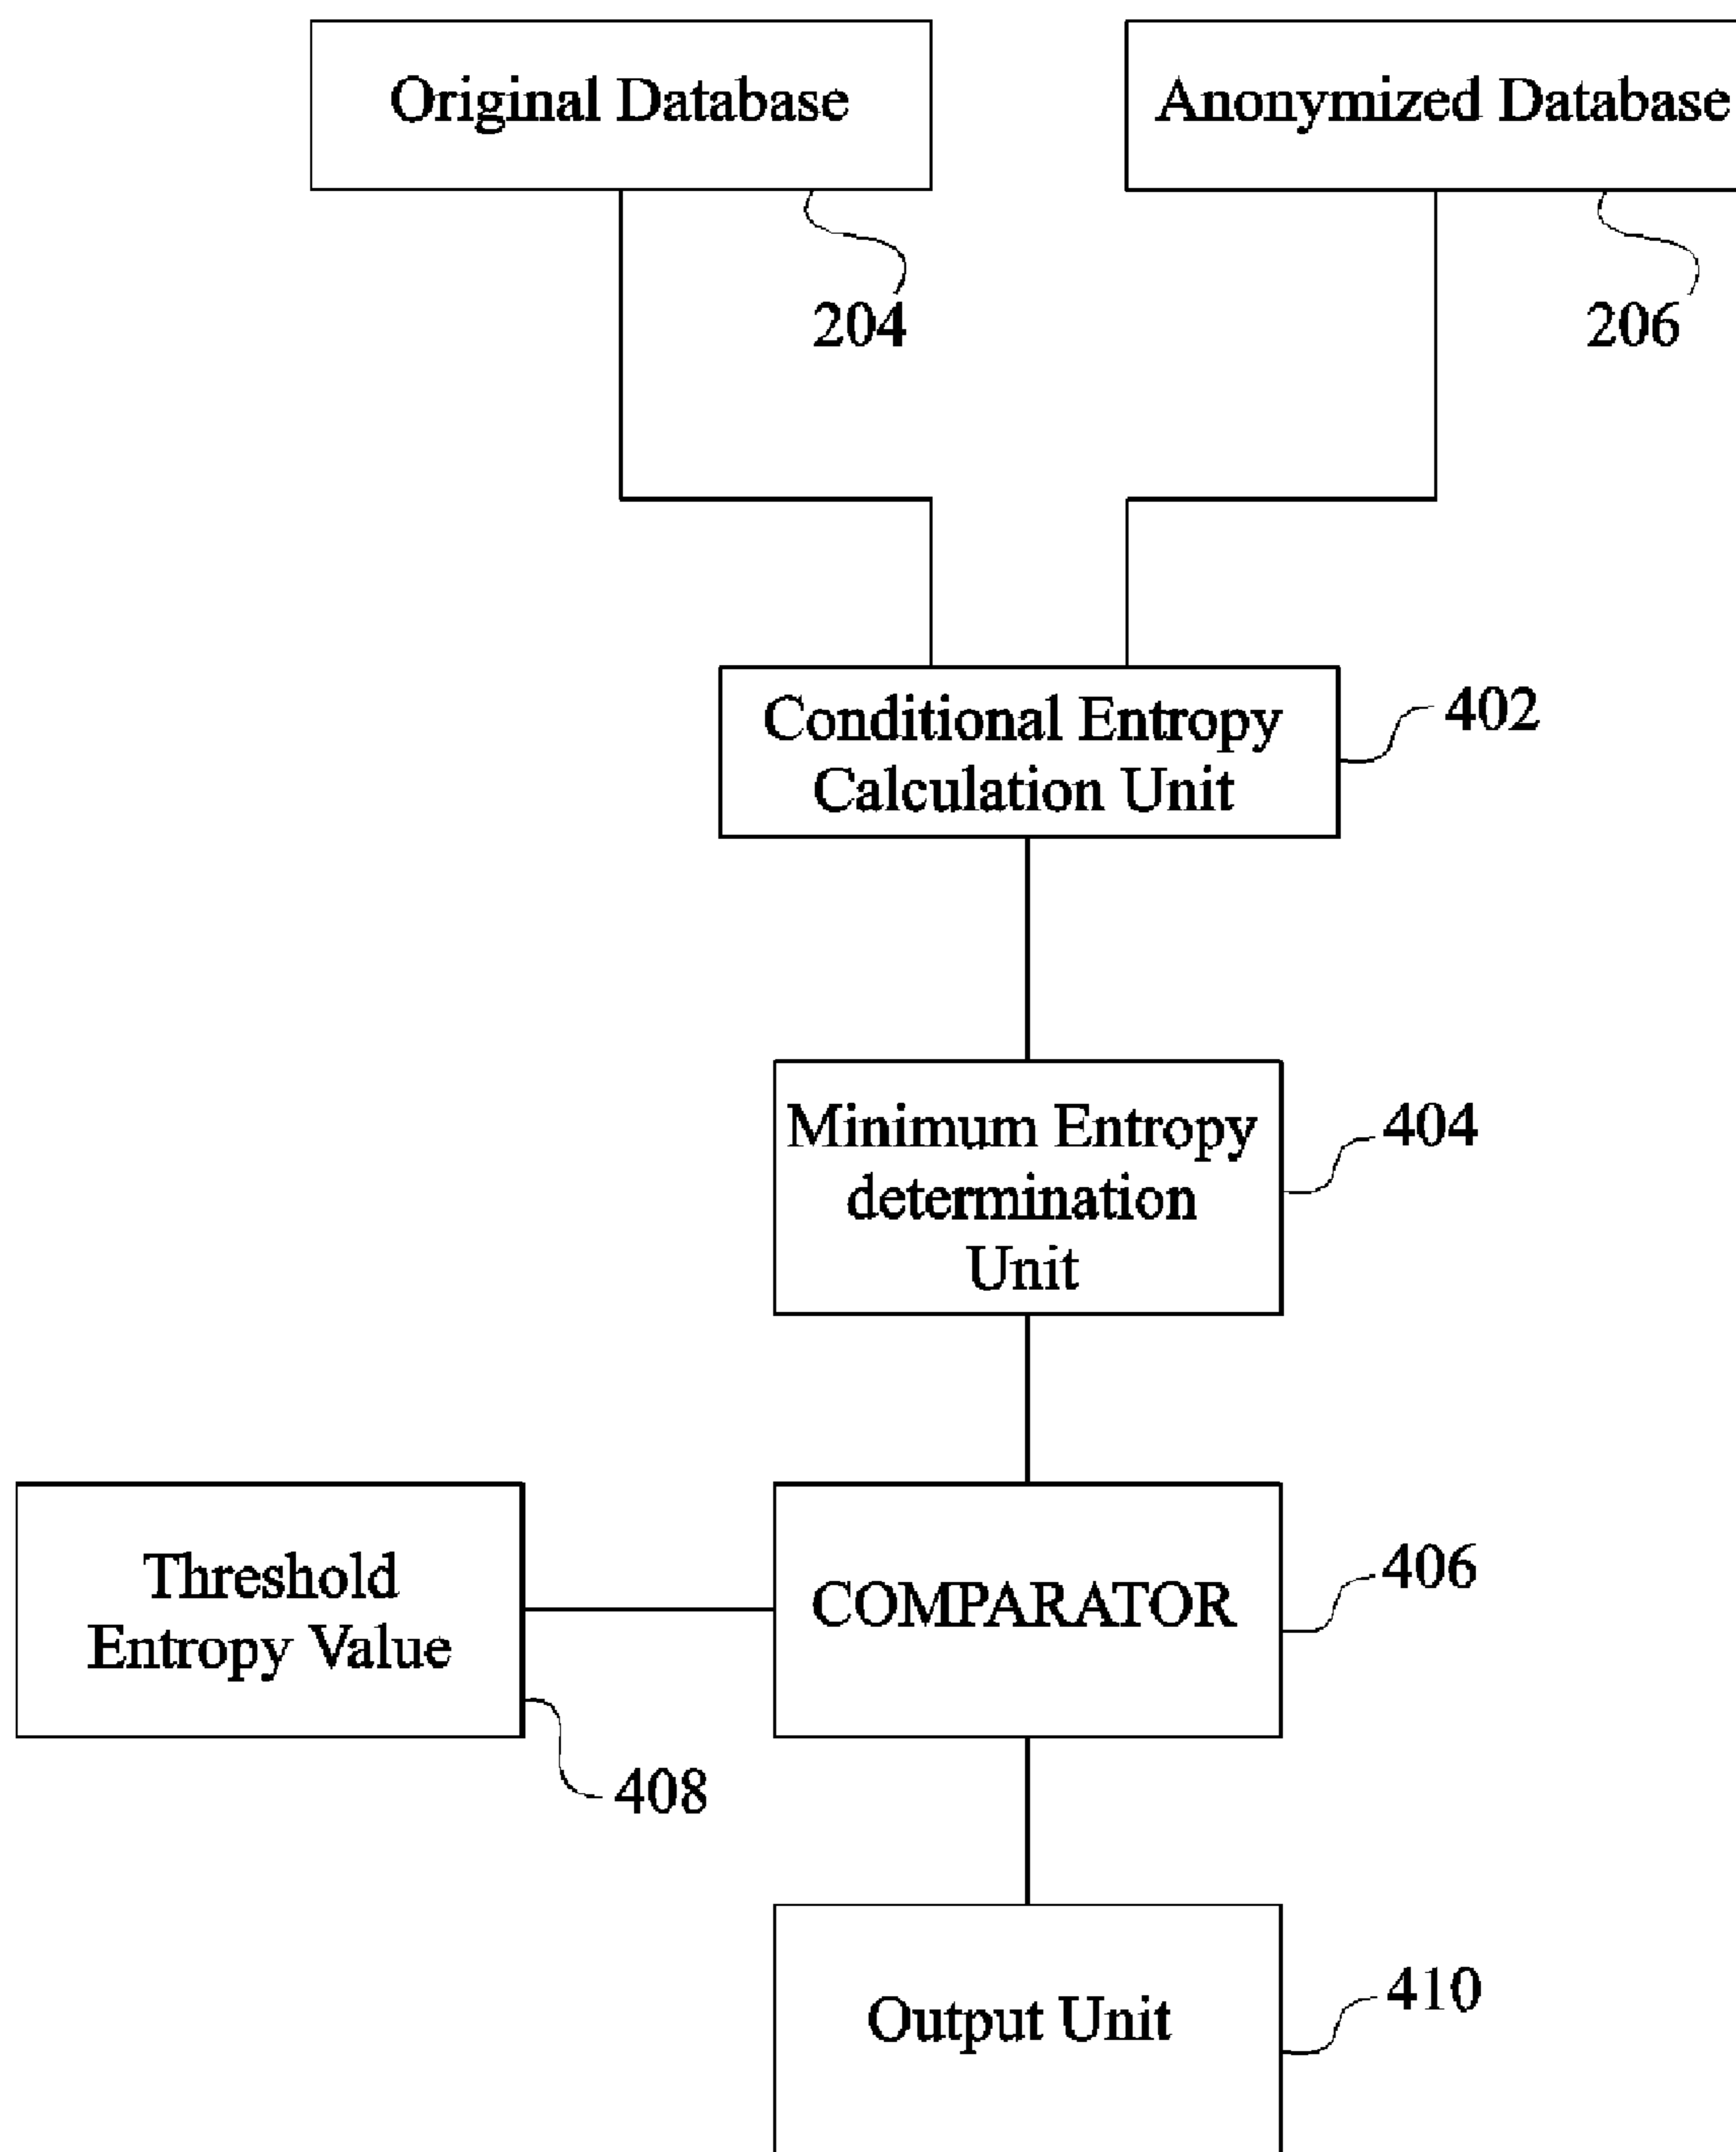 Original Database
Anonymized Database
204
206
Conditional Entropy
Calculation Unit
402
Minimum Entropy
determination
Unit
404
Threshold
Entropy Value
COMPARATOR
406
408
Output Unit
410